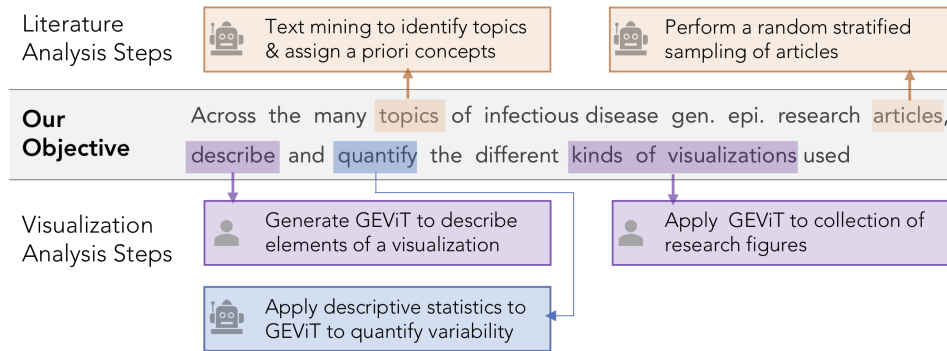 Literature
Analysis Steps
Text mining to identify topics
& assign a priori concepts
Perform a random stratified
sampling of articles
Our
Objective
Across the many topics of infectious disease gen. epi. research articles,
describe and quantify the different kinds of visualizations used
Visualization
Analysis Steps
Generate GEViT to describe
elements of a visualization
Apply GEViT to collection of
research figures
Apply descriptive statistics to
GEViT to quantify variability